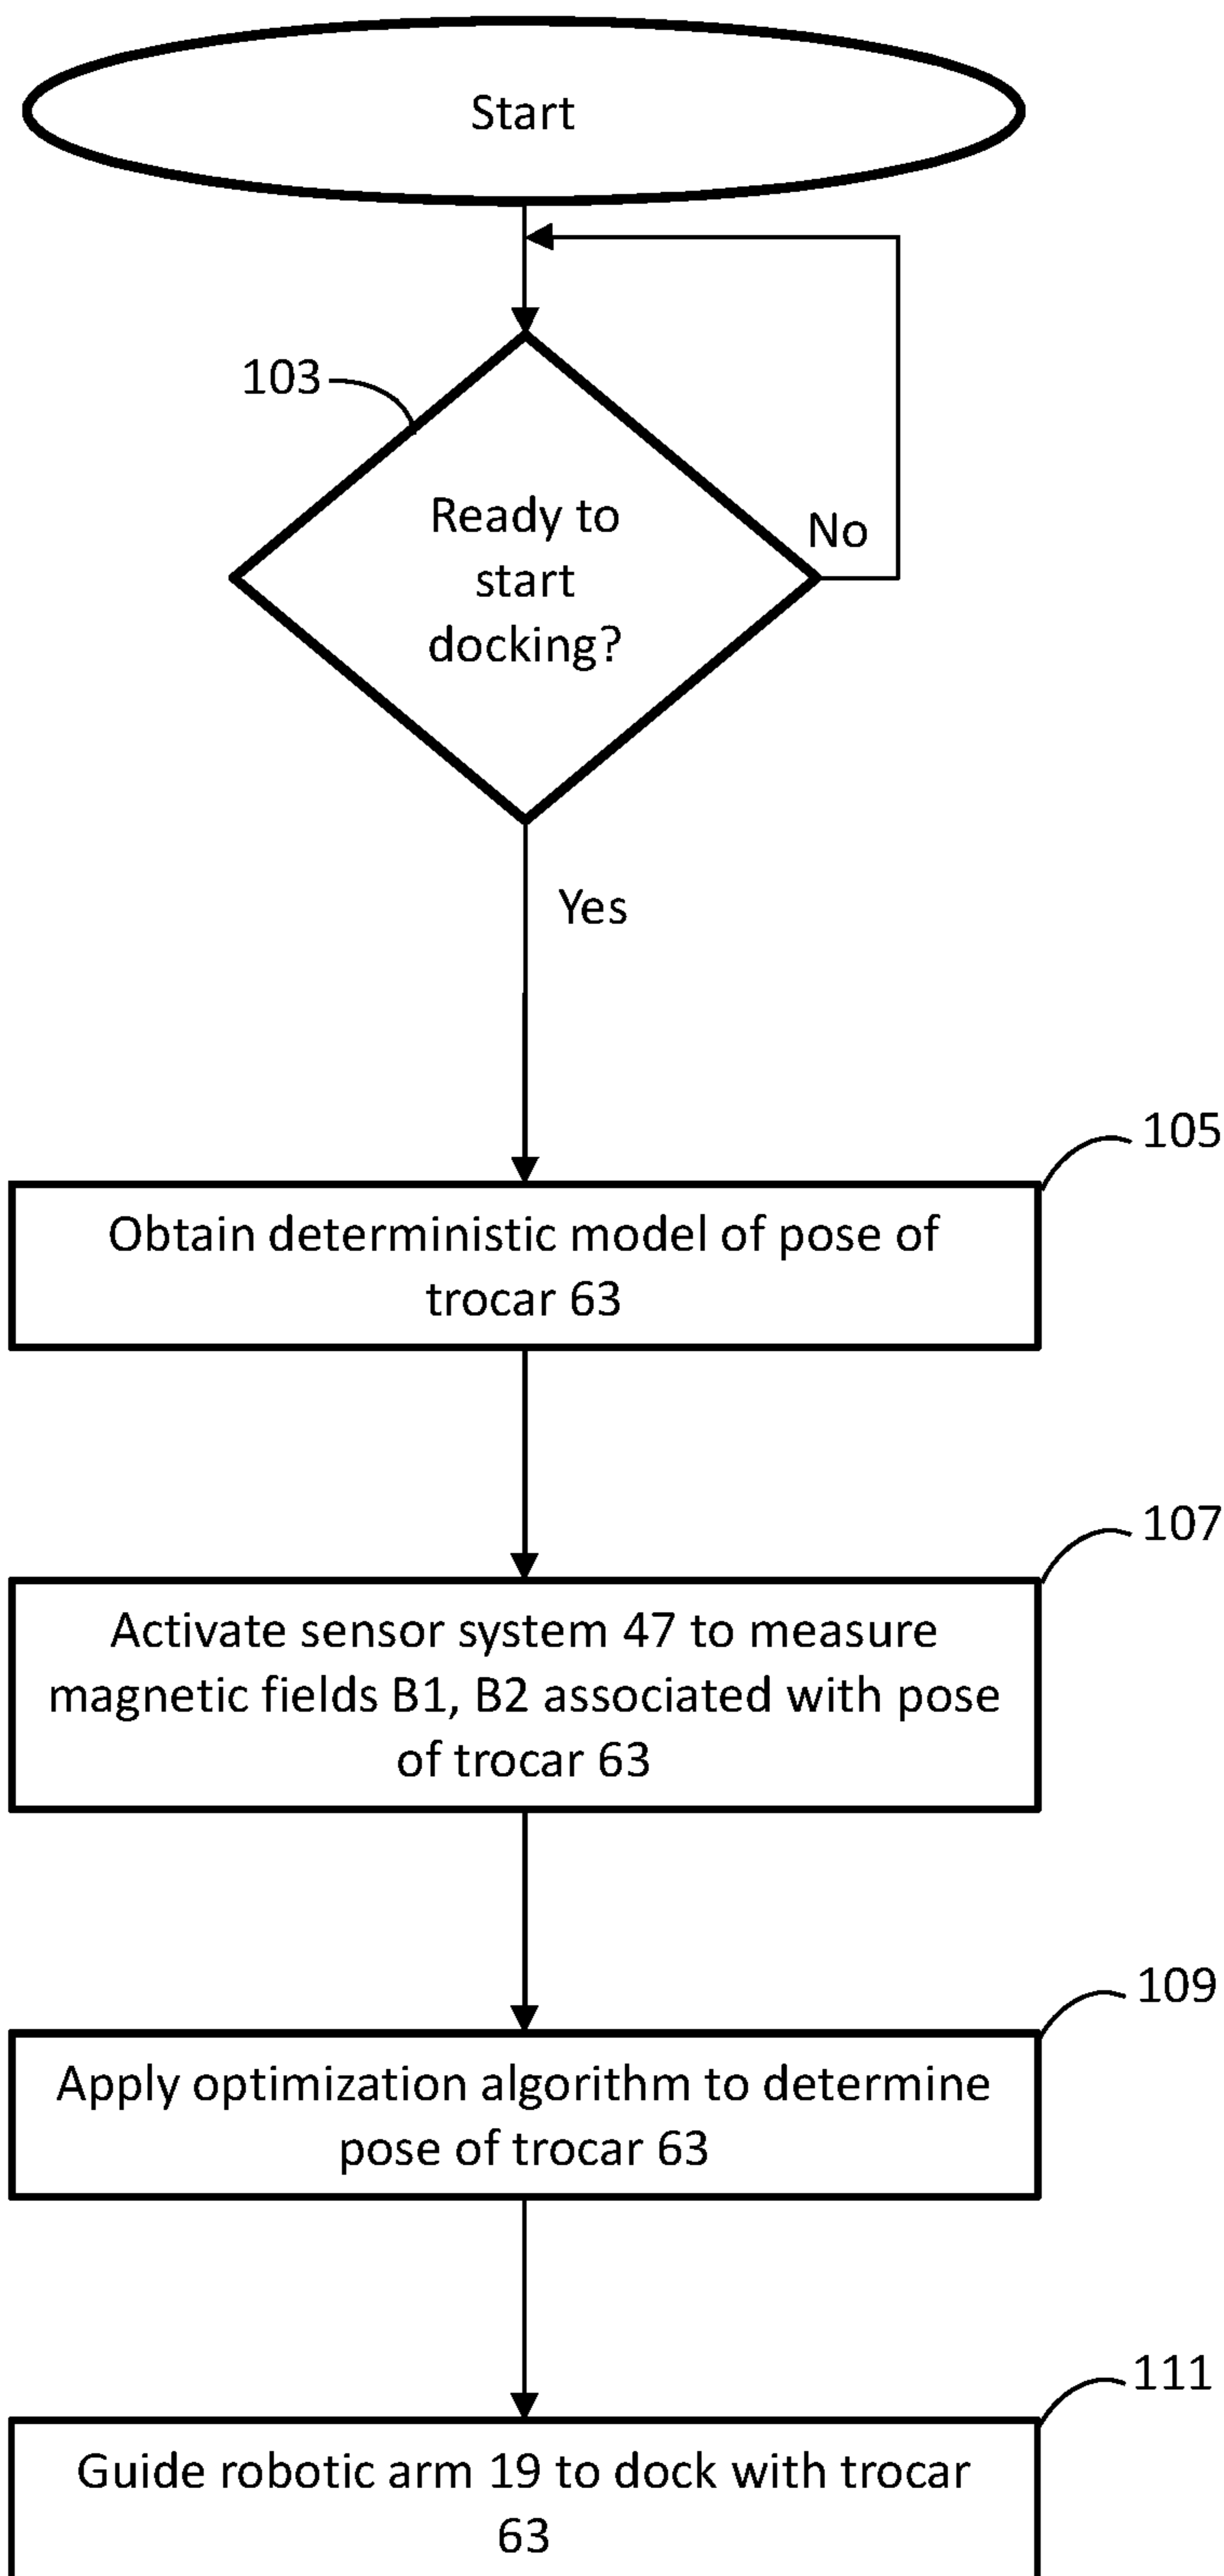 Start
103
Ready to
start
docking?
No
Yes
105
Obtain deterministic model of pose of
trocar 63
107
Activate sensor system 47 to measure
magnetic fields B1, B2 associated with pose
of trocar 63
109
Apply optimization algorithm to determine
pose of trocar 63
111
Guide robotic arm 19 to dock with trocar
63